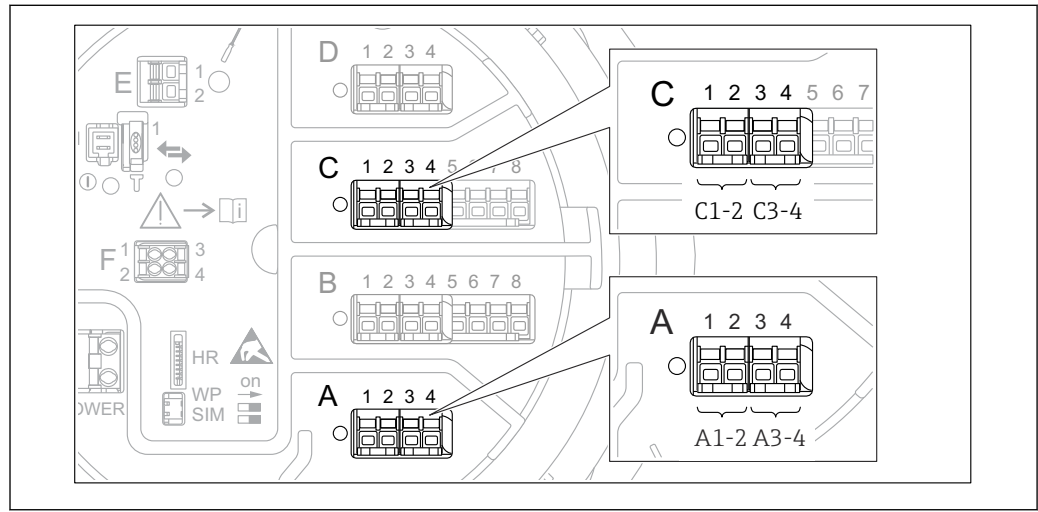 D 1 2 3 4
E 1
2
C 1 2 3 4 5 6 7
1
C 1 2 3 4 5 7 8
C1-2 C3-4
i
F 1 3
2 4
B 1 2 3 4 5 6 7 8
A 1 2 3 4
HR
on
WP
SIM
OWER
A 1 2 3 4
A1-2 A3-4